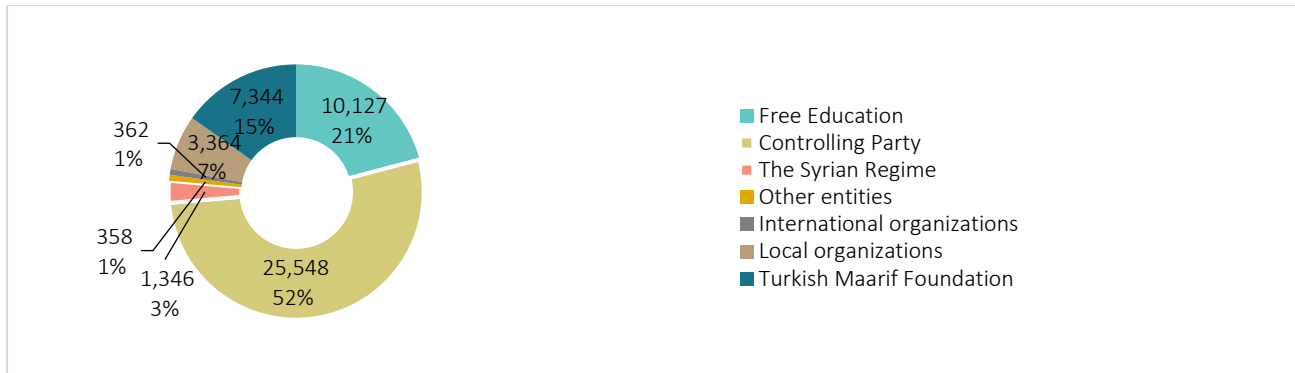 7,344
15%
10,127
21%
362
1%
3,364
7%
358
1%
1,346
3%
25,548
52%
Free Education
Controlling Party
The Syrian Regime
Other entities
International organizations
Local organizations
Turkish Maarif Foundation